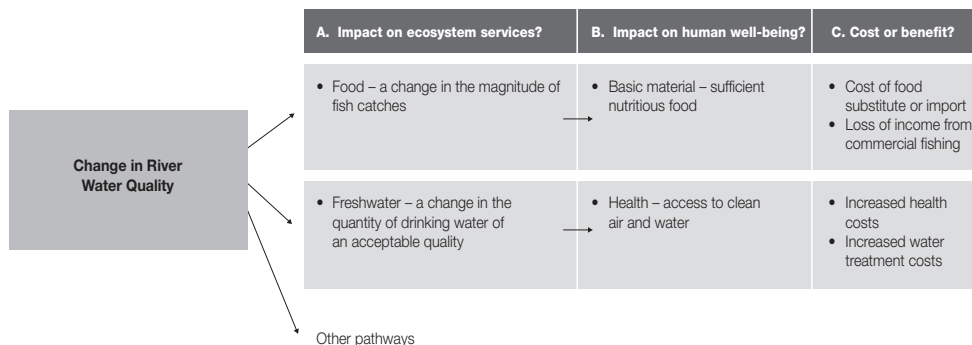 A. Impact on ecosystem services?
B. Impact on human well-being?
C. Cost or benefit?
Change in River
Water Quality
• Food – a change in the magnitude of
fish catches
• Basic material – sufficient
nutritious food
• Cost of food
substitute or import
• Loss of income from
commercial fishing
• Freshwater – a change in the
quantity of drinking water of
an acceptable quality
• Health – access to clean
air and water
• Increased health
costs
• Increased water
treatment costs
Other pathways